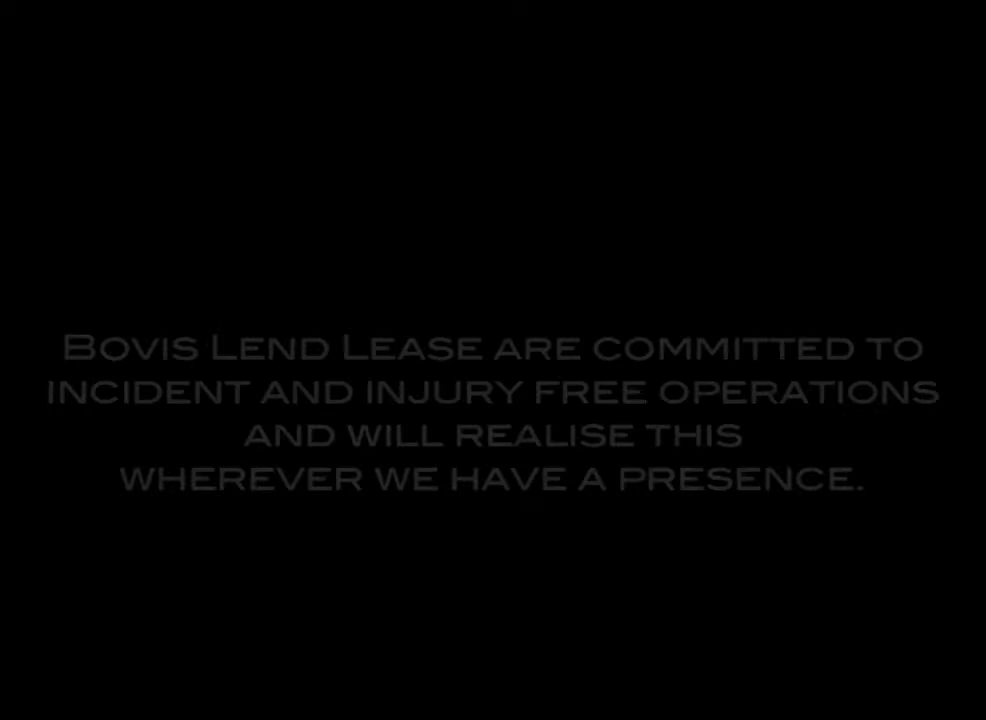 Bovis Lend Lease are committed to
incident and injury free operations
and will realise this
wherever we have a presence.